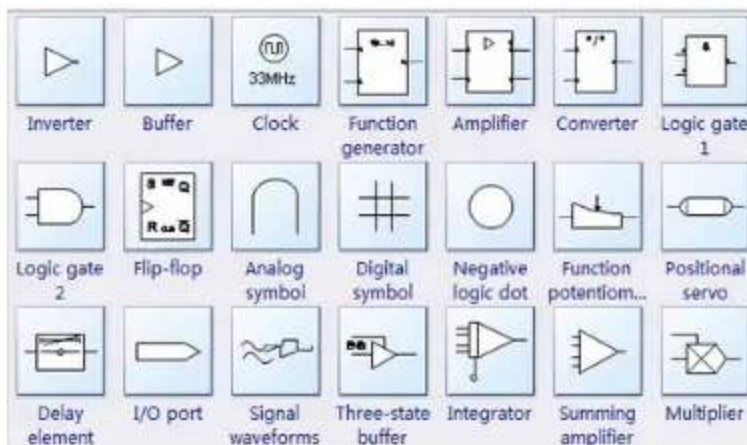 33MHz
Inverter Buffer Clock Function generator Amplifier Converter Logic gate 1
&
Logic gate 2 Flip-flop Analog symbol Digital symbol Negative logic dot Function potentiom... Positional servo
S Q
R Q
Delay element I/O port Signal waveforms Three-state buffer Integrator Summing amplifier Multiplier